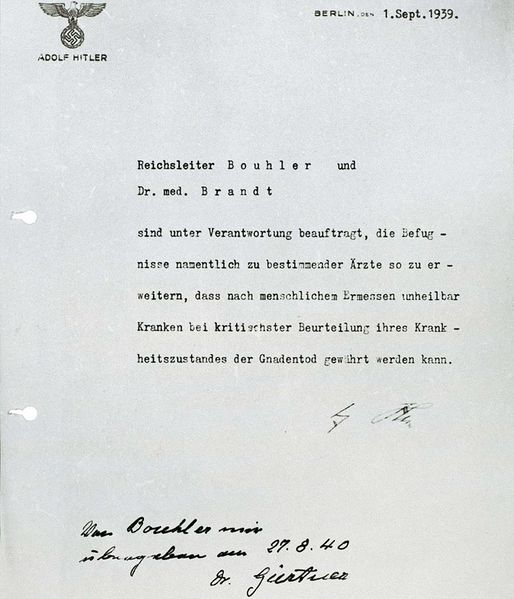 ADOLF HITLER
BERLIN, DEN 1.Sept.1939.
Reichsleiter B o u h l e r und
Dr. med. B r a n d t
sind unter Verantwortung beauftragt, die Befug -
nisse namentlich zu bestimmender Ärzte so zu er -
weitern, dass nach menschlichem Ermessen unheilbar
Kranken bei kritischster Beurteilung ihres Krank -
heitszustandes der Gnadentod gewährt werden kann.
Von Bouhler mir
übergeben am 27.8.40
Dr. Gürtner